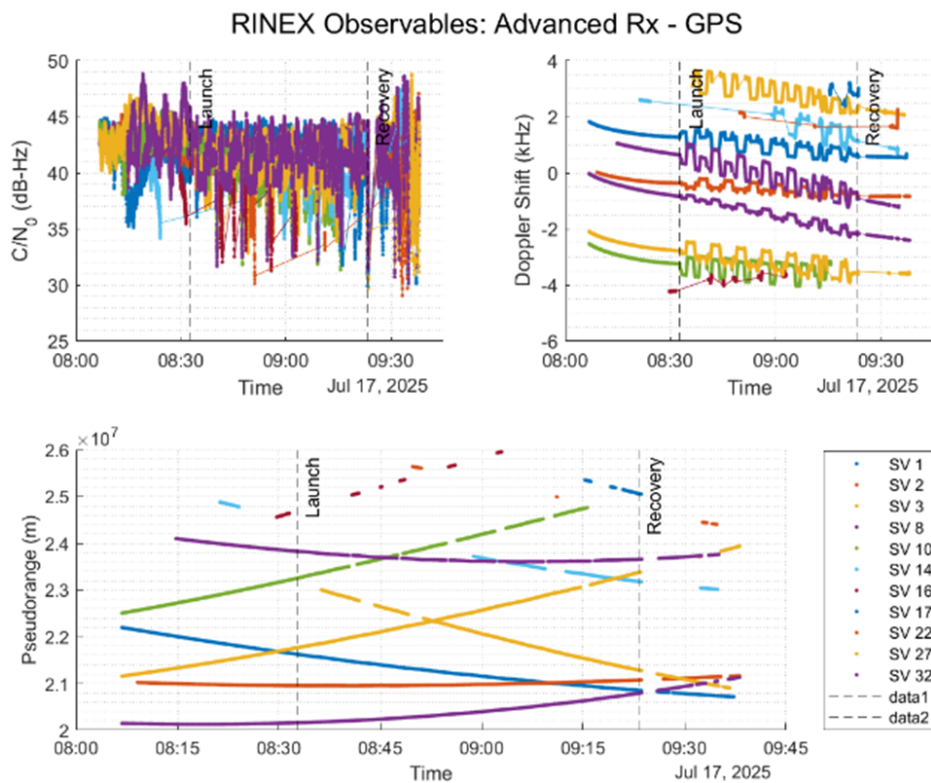 RINEX Observables: Advanced Rx - GPS
50
45
40
35
30
25
C/N0 (dB-Hz)
Launch
Recovery
08:00
08:30
09:00
09:30
Time
Jul 17, 2025
4
2
0
-2
-4
-6
Doppler Shift (kHz)
Launch
Recovery
08:00
08:30
09:00
09:30
Time
Jul 17, 2025
×10^7
2.6
2.5
2.4
2.3
2.2
2.1
2
Pseudorange (m)
Launch
Recovery
08:00
08:15
08:30
08:45
09:00
09:15
09:30
09:45
Time
Jul 17, 2025
SV 1
SV 2
SV 3
SV 8
SV 10
SV 14
SV 16
SV 17
SV 22
SV 27
SV 32
data1
data2